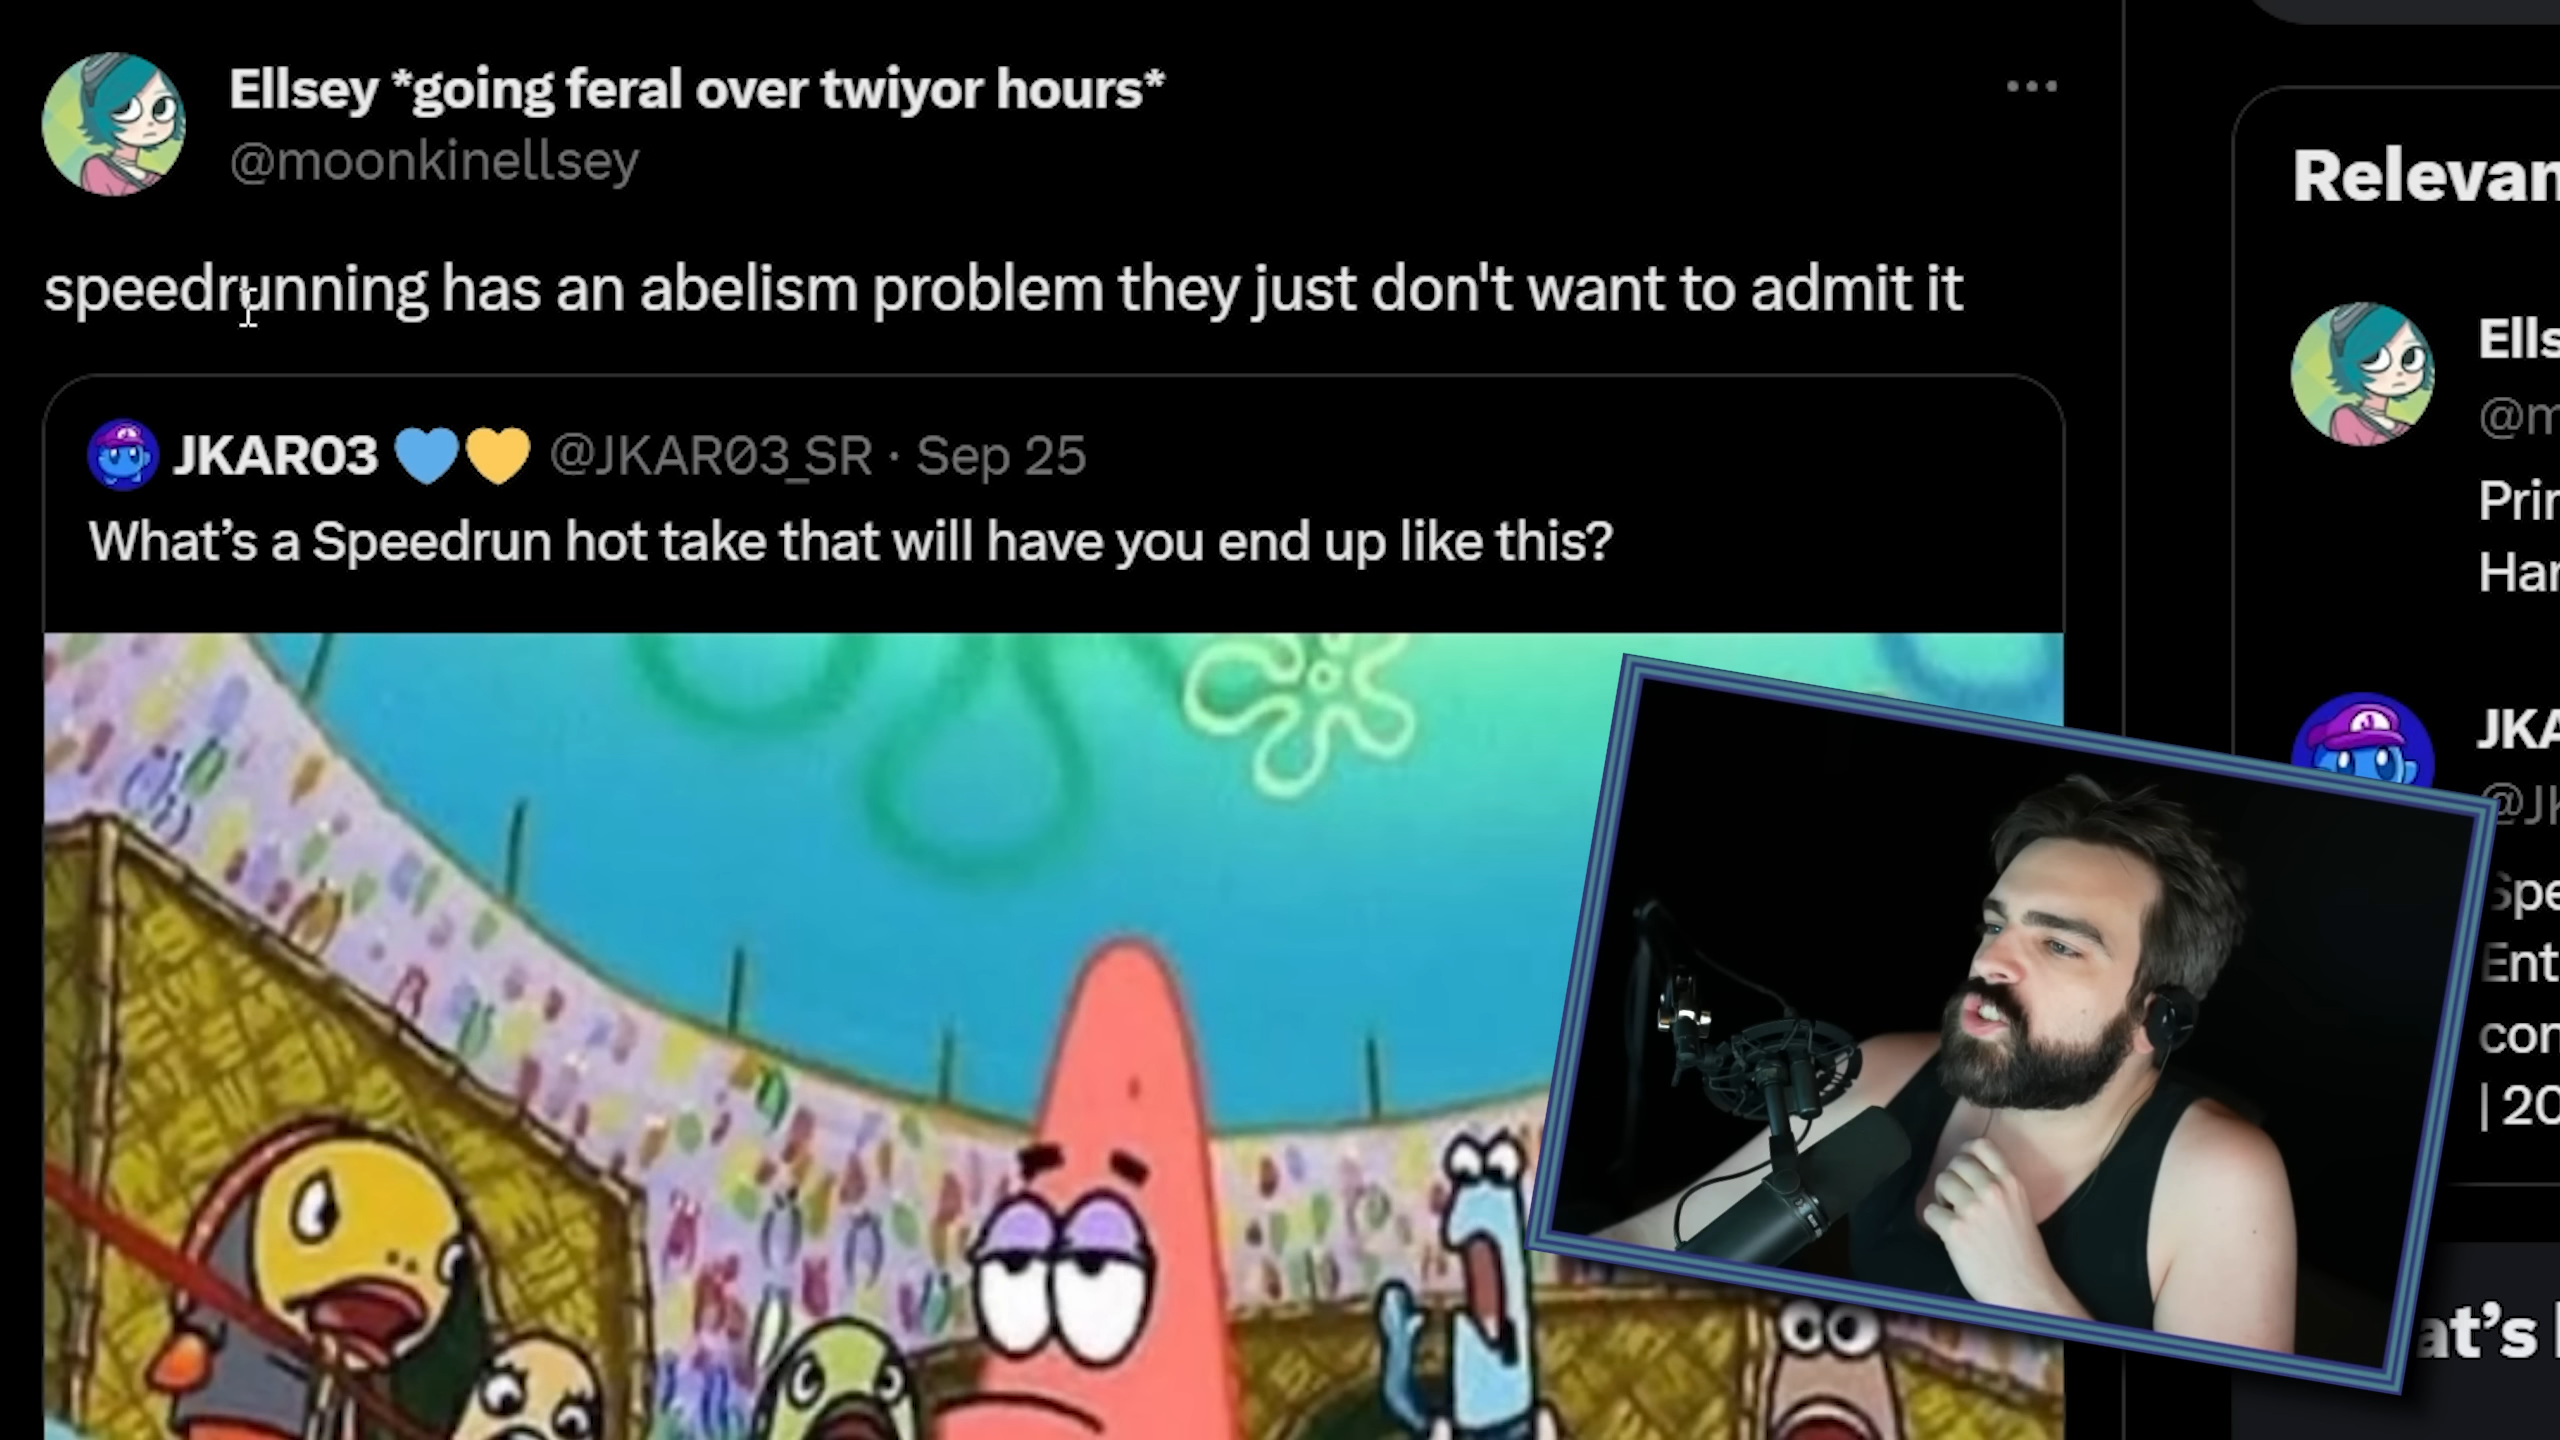 Ellsey *going feral over twiyor hours*
@moonkinellsey
speedrunning has an abelism problem they just don't want to admit it
JKAR03 💙💛 @JKAR03_SR · Sep 25
What's a Speedrun hot take that will have you end up like this?
Relevan
Ells
@m
Prin
Har
JKA
@JK
Spe
Ent
con
| 20
at's